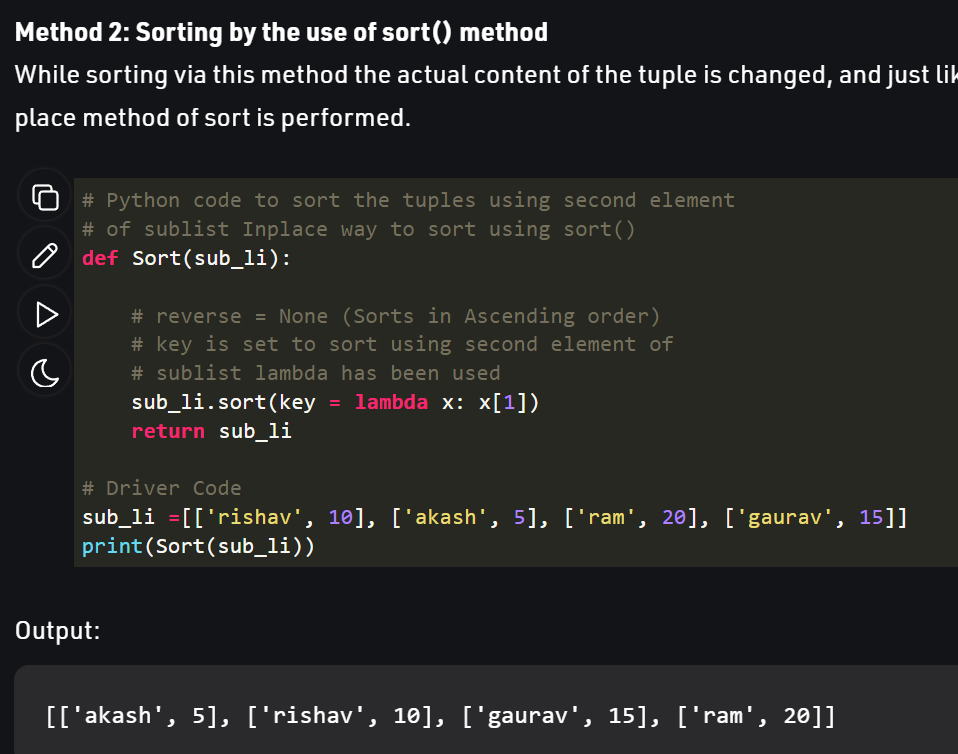 Method 2: Sorting by the use of sort() method
While sorting via this method the actual content of the tuple is changed, and just
place method of sort is performed.
# Python code to sort the tuples using second element
# of sublist Inplace way to sort using sort()
def Sort(sub_li):
    # reverse = None (Sorts in Ascending order)
    # key is set to sort using second element of
    # sublist lambda has been used
    sub_li.sort(key = lambda x: x[1])
    return sub_li
# Driver Code
sub_li =[['rishav', 10], ['akash', 5], ['ram', 20], ['gaurav', 15]]
print(Sort(sub_li))
Output:
[['akash', 5], ['rishav', 10], ['gaurav', 15], ['ram', 20]]